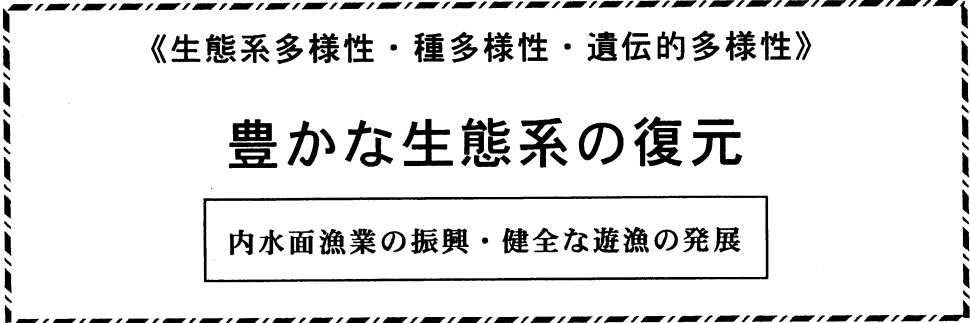 《生態系多様性・種多様性・遺伝的多様性》
豊かな生態系の復元
内水面漁業の振興・健全な遊漁の発展